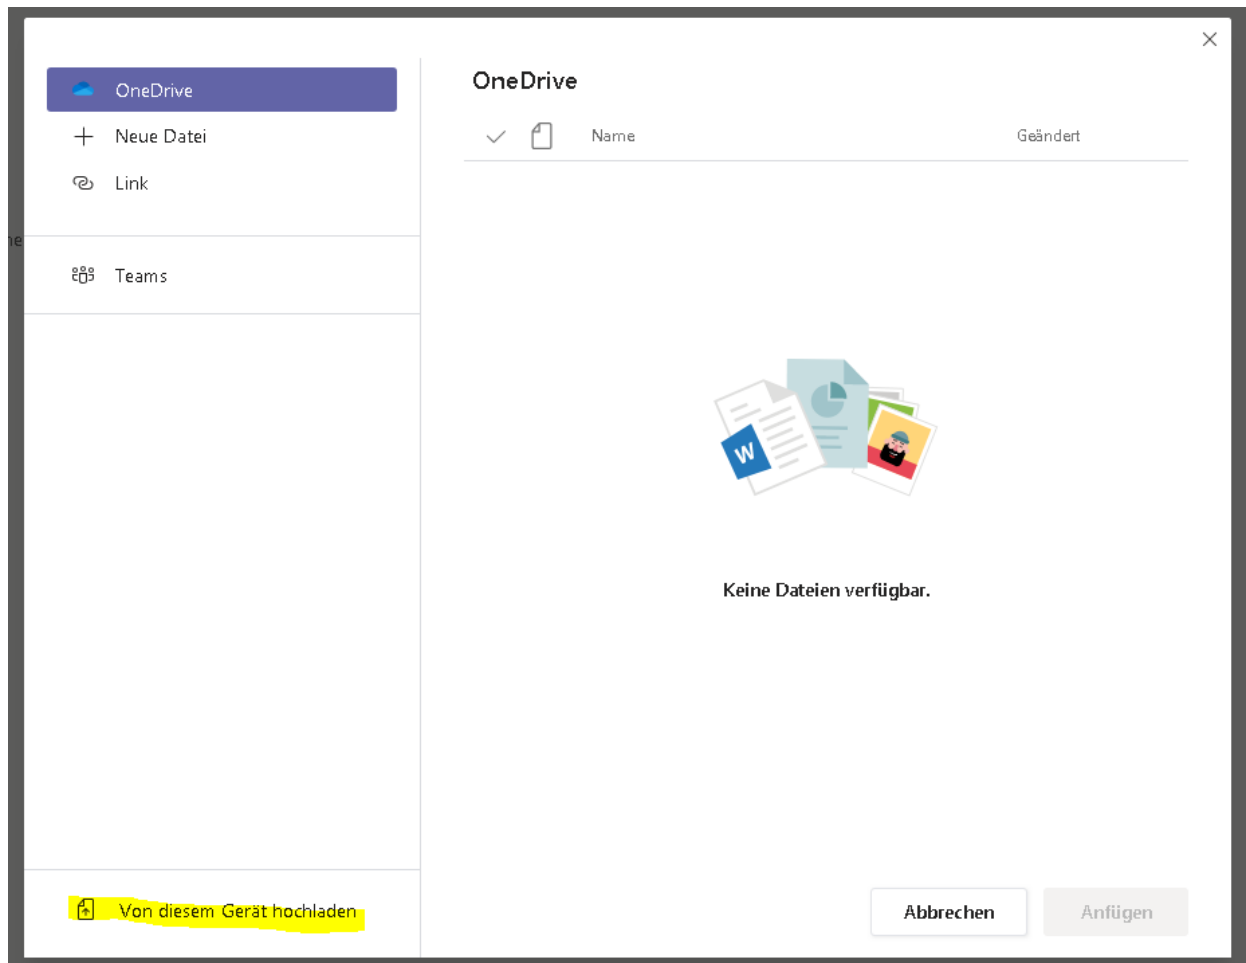 OneDrive
Neue Datei
Link
Teams
Von diesem Gerät hochladen
OneDrive
Name Geändert
W
Keine Dateien verfügbar.
Abbrechen Anfügen